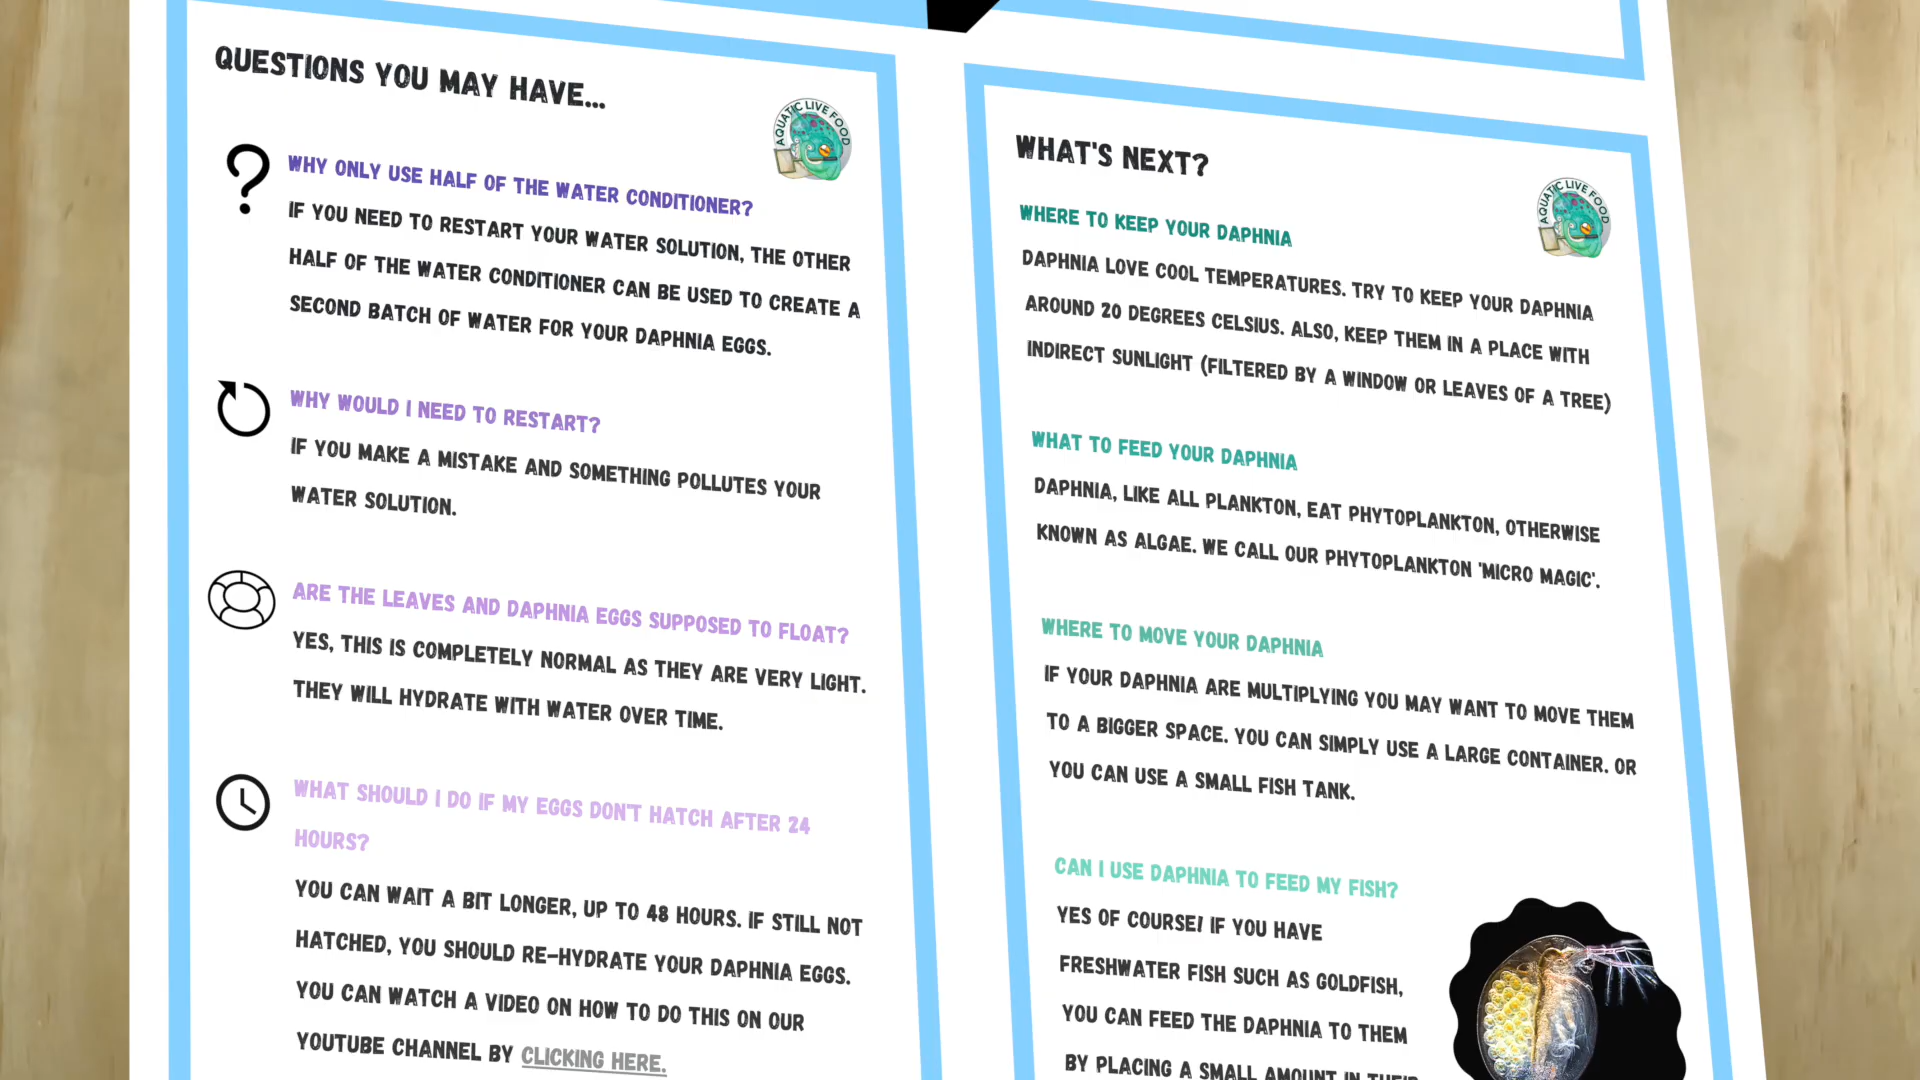 QUESTIONS YOU MAY HAVE...
AQUATIC LIVE FOOD
WHY ONLY USE HALF OF THE WATER CONDITIONER?
IF YOU NEED TO RESTART YOUR WATER SOLUTION, THE OTHER
HALF OF THE WATER CONDITIONER CAN BE USED TO CREATE A
SECOND BATCH OF WATER FOR YOUR DAPHNIA EGGS.
WHY WOULD I NEED TO RESTART?
IF YOU MAKE A MISTAKE AND SOMETHING POLLUTES YOUR
WATER SOLUTION.
ARE THE LEAVES AND DAPHNIA EGGS SUPPOSED TO FLOAT?
YES, THIS IS COMPLETELY NORMAL AS THEY ARE VERY LIGHT.
THEY WILL HYDRATE WITH WATER OVER TIME.
WHAT SHOULD I DO IF MY EGGS DON'T HATCH AFTER 24
HOURS?
YOU CAN WAIT A BIT LONGER, UP TO 48 HOURS. IF STILL NOT
HATCHED, YOU SHOULD RE-HYDRATE YOUR DAPHNIA EGGS.
YOU CAN WATCH A VIDEO ON HOW TO DO THIS ON OUR
YOUTUBE CHANNEL BY CLICKING HERE.
WHAT'S NEXT?
AQUATIC LIVE FOOD
WHERE TO KEEP YOUR DAPHNIA
DAPHNIA LOVE COOL TEMPERATURES. TRY TO KEEP YOUR DAPHNIA
AROUND 20 DEGREES CELSIUS. ALSO, KEEP THEM IN A PLACE WITH
INDIRECT SUNLIGHT (FILTERED BY A WINDOW OR LEAVES OF A TREE)
WHAT TO FEED YOUR DAPHNIA
DAPHNIA, LIKE ALL PLANKTON, EAT PHYTOPLANKTON, OTHERWISE
KNOWN AS ALGAE. WE CALL OUR PHYTOPLANKTON 'MICRO MAGIC'.
WHERE TO MOVE YOUR DAPHNIA
IF YOUR DAPHNIA ARE MULTIPLYING YOU MAY WANT TO MOVE THEM
TO A BIGGER SPACE. YOU CAN SIMPLY USE A LARGE CONTAINER. OR
YOU CAN USE A SMALL FISH TANK.
CAN I USE DAPHNIA TO FEED MY FISH?
YES OF COURSE! IF YOU HAVE
FRESHWATER FISH SUCH AS GOLDFISH,
YOU CAN FEED THE DAPHNIA TO THEM
BY PLACING A SMALL AMOUNT IN THEIR